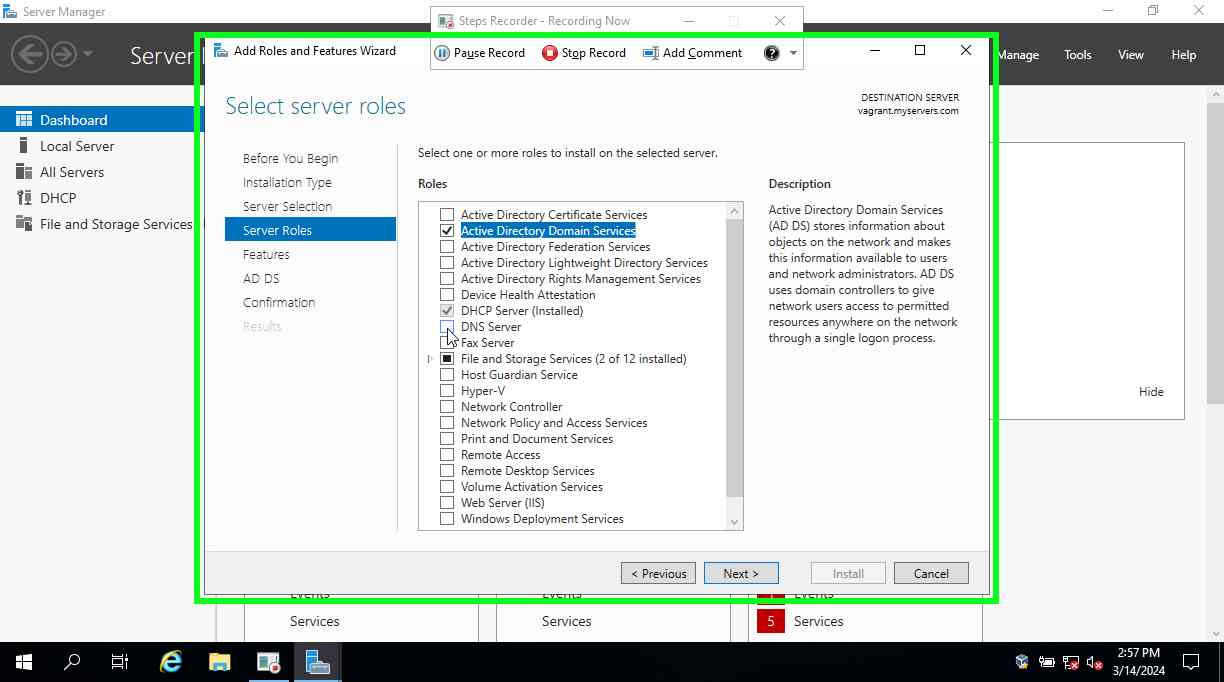 Server Manager
Steps Recorder - Recording Now
Pause Record
Stop Record
Add Comment
Server
Manage
Tools
View
Help
Add Roles and Features Wizard
Select server roles
DESTINATION SERVER
vagrant.myservers.com
Dashboard
Local Server
All Servers
DHCP
File and Storage Services
Before You Begin
Installation Type
Server Selection
Server Roles
Features
AD DS
Confirmation
Results
Select one or more roles to install on the selected server.
Roles
Active Directory Certificate Services
Active Directory Domain Services
Active Directory Federation Services
Active Directory Lightweight Directory Services
Active Directory Rights Management Services
Device Health Attestation
DHCP Server (Installed)
DNS Server
Fax Server
File and Storage Services (2 of 12 installed)
Host Guardian Service
Hyper-V
Network Controller
Network Policy and Access Services
Print and Document Services
Remote Access
Remote Desktop Services
Volume Activation Services
Web Server (IIS)
Windows Deployment Services
Description
Active Directory Domain Services
(AD DS) stores information about
objects on the network and makes
this information available to users
and network administrators. AD DS
uses domain controllers to give
network users access to permitted
resources anywhere on the network
through a single logon process.
Hide
< Previous
Next >
Install
Cancel
Events
Events
Events
Services
Services
5 Services
2:57 PM
3/14/2024